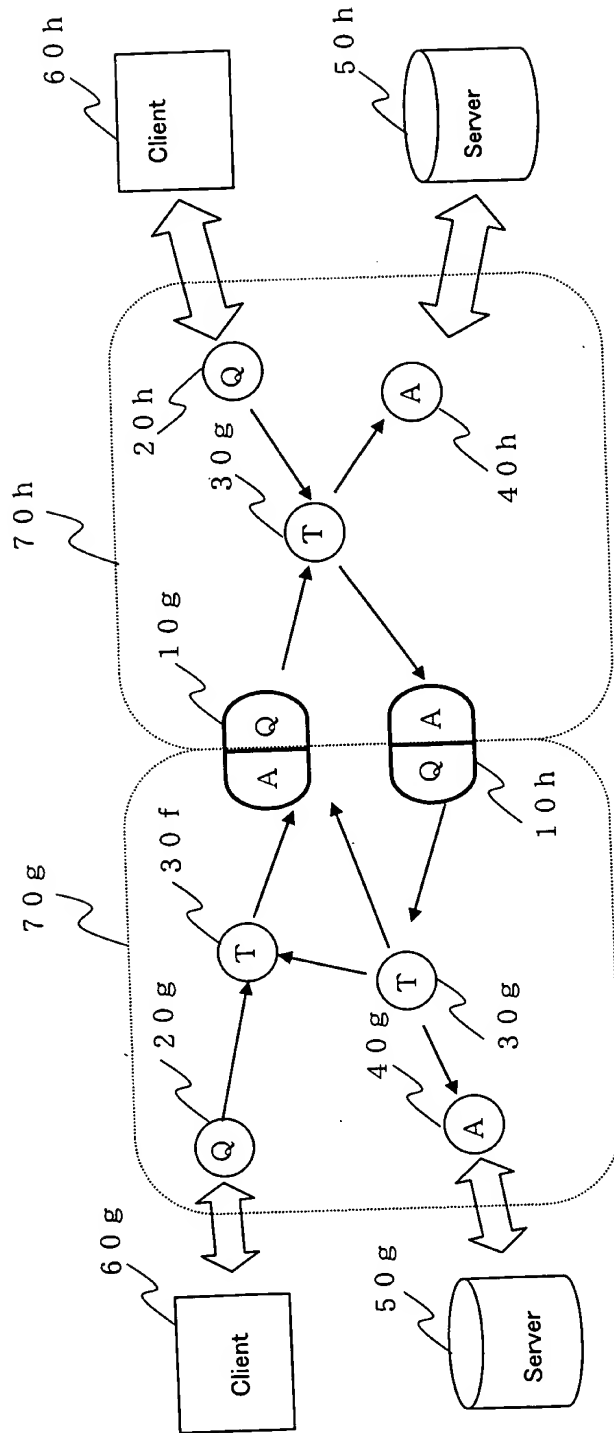 70g
70h
60g
Client
20g
Q
30f
T
10g
A Q
30g
T
20h
Q
60h
Client
50g
Server
40g
A
30g
T
10h
Q A
40h
A
50h
Server